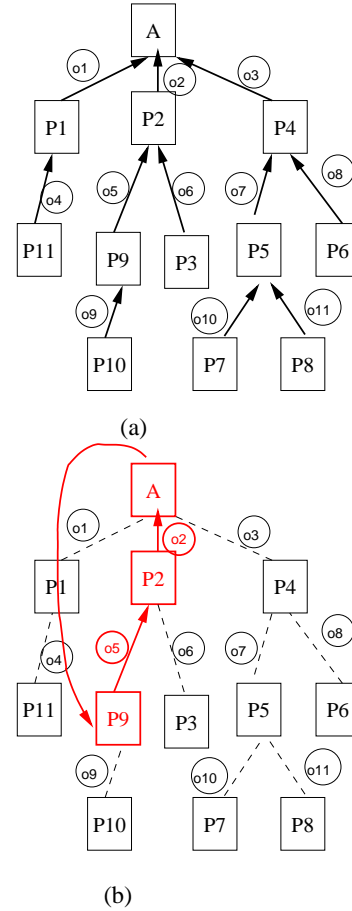 A
o1 o2 o3
P1 P2 P4
o4 o5 o6 o7 o8
P11 P9 P3 P5 P6
o9 o10 o11
P10 P7 P8
(a)
A
o1 o2 o3
P1 P2 P4
o4 o5 o6 o7 o8
P11 P9 P3 P5 P6
o9 o10 o11
P10 P7 P8
(b)